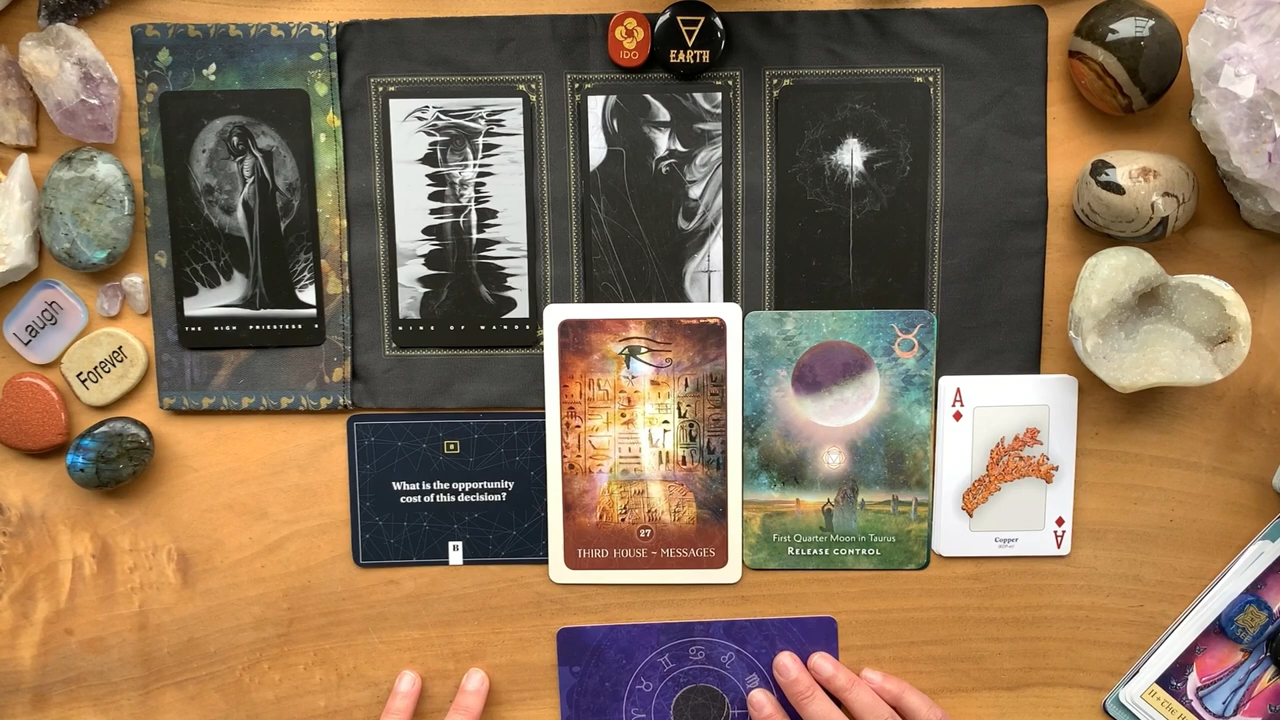 IDO
EARTH
THE HIGH PRIESTESS
NINE OF WANDS
Laugh
Forever
8
What is the opportunity
cost of this decision?
B
27
THIRD HOUSE ~ MESSAGES
First Quarter Moon in Taurus
RELEASE CONTROL
A
Copper
A